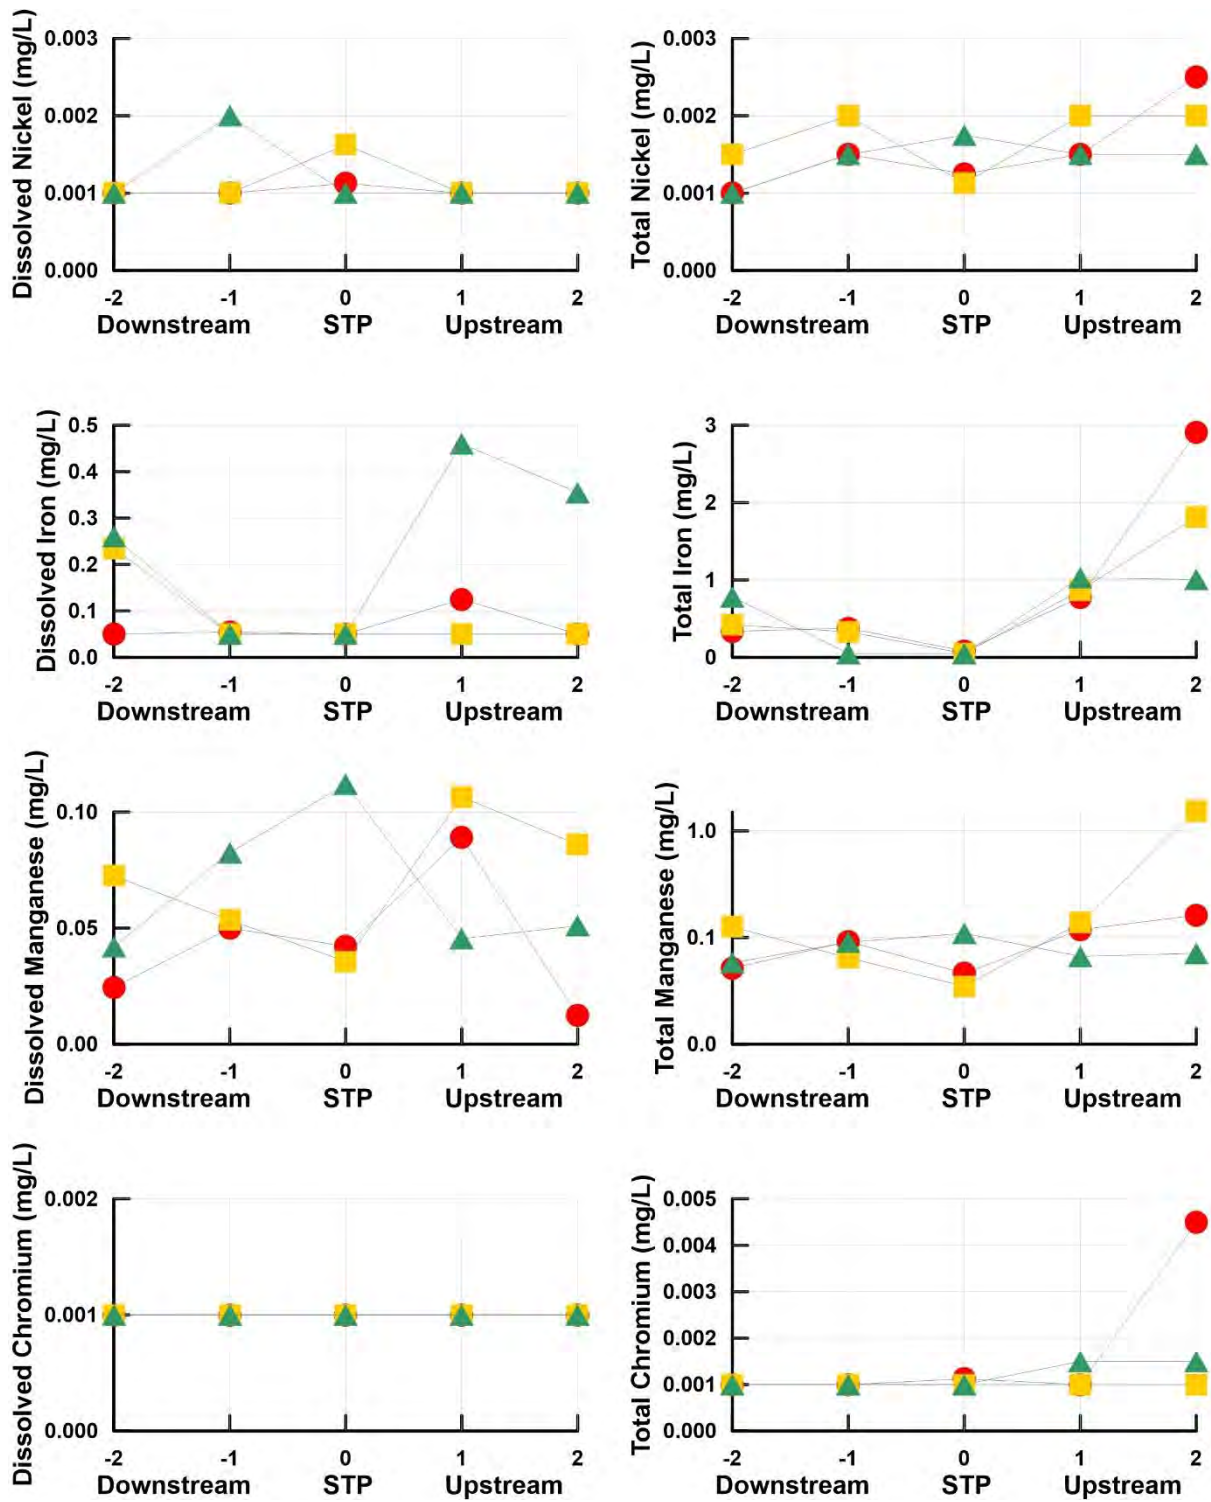 Dissolved Nickel (mg/L)
0.003
0.002
0.001
0.000
-2 -1 0 1 2
Downstream STP Upstream
Total Nickel (mg/L)
0.003
0.002
0.001
0.000
-2 -1 0 1 2
Downstream STP Upstream
Dissolved Iron (mg/L)
0.5
0.4
0.3
0.2
0.1
0.0
-2 -1 0 1 2
Downstream STP Upstream
Total Iron (mg/L)
3
2
1
0
-2 -1 0 1 2
Downstream STP Upstream
Dissolved Manganese (mg/L)
0.10
0.05
0.00
-2 -1 0 1 2
Downstream STP Upstream
Total Manganese (mg/L)
1.0
0.1
0.0
-2 -1 0 1 2
Downstream STP Upstream
Dissolved Chromium (mg/L)
0.002
0.001
0.000
-2 -1 0 1 2
Downstream STP Upstream
Total Chromium (mg/L)
0.005
0.004
0.003
0.002
0.001
0.000
-2 -1 0 1 2
Downstream STP Upstream